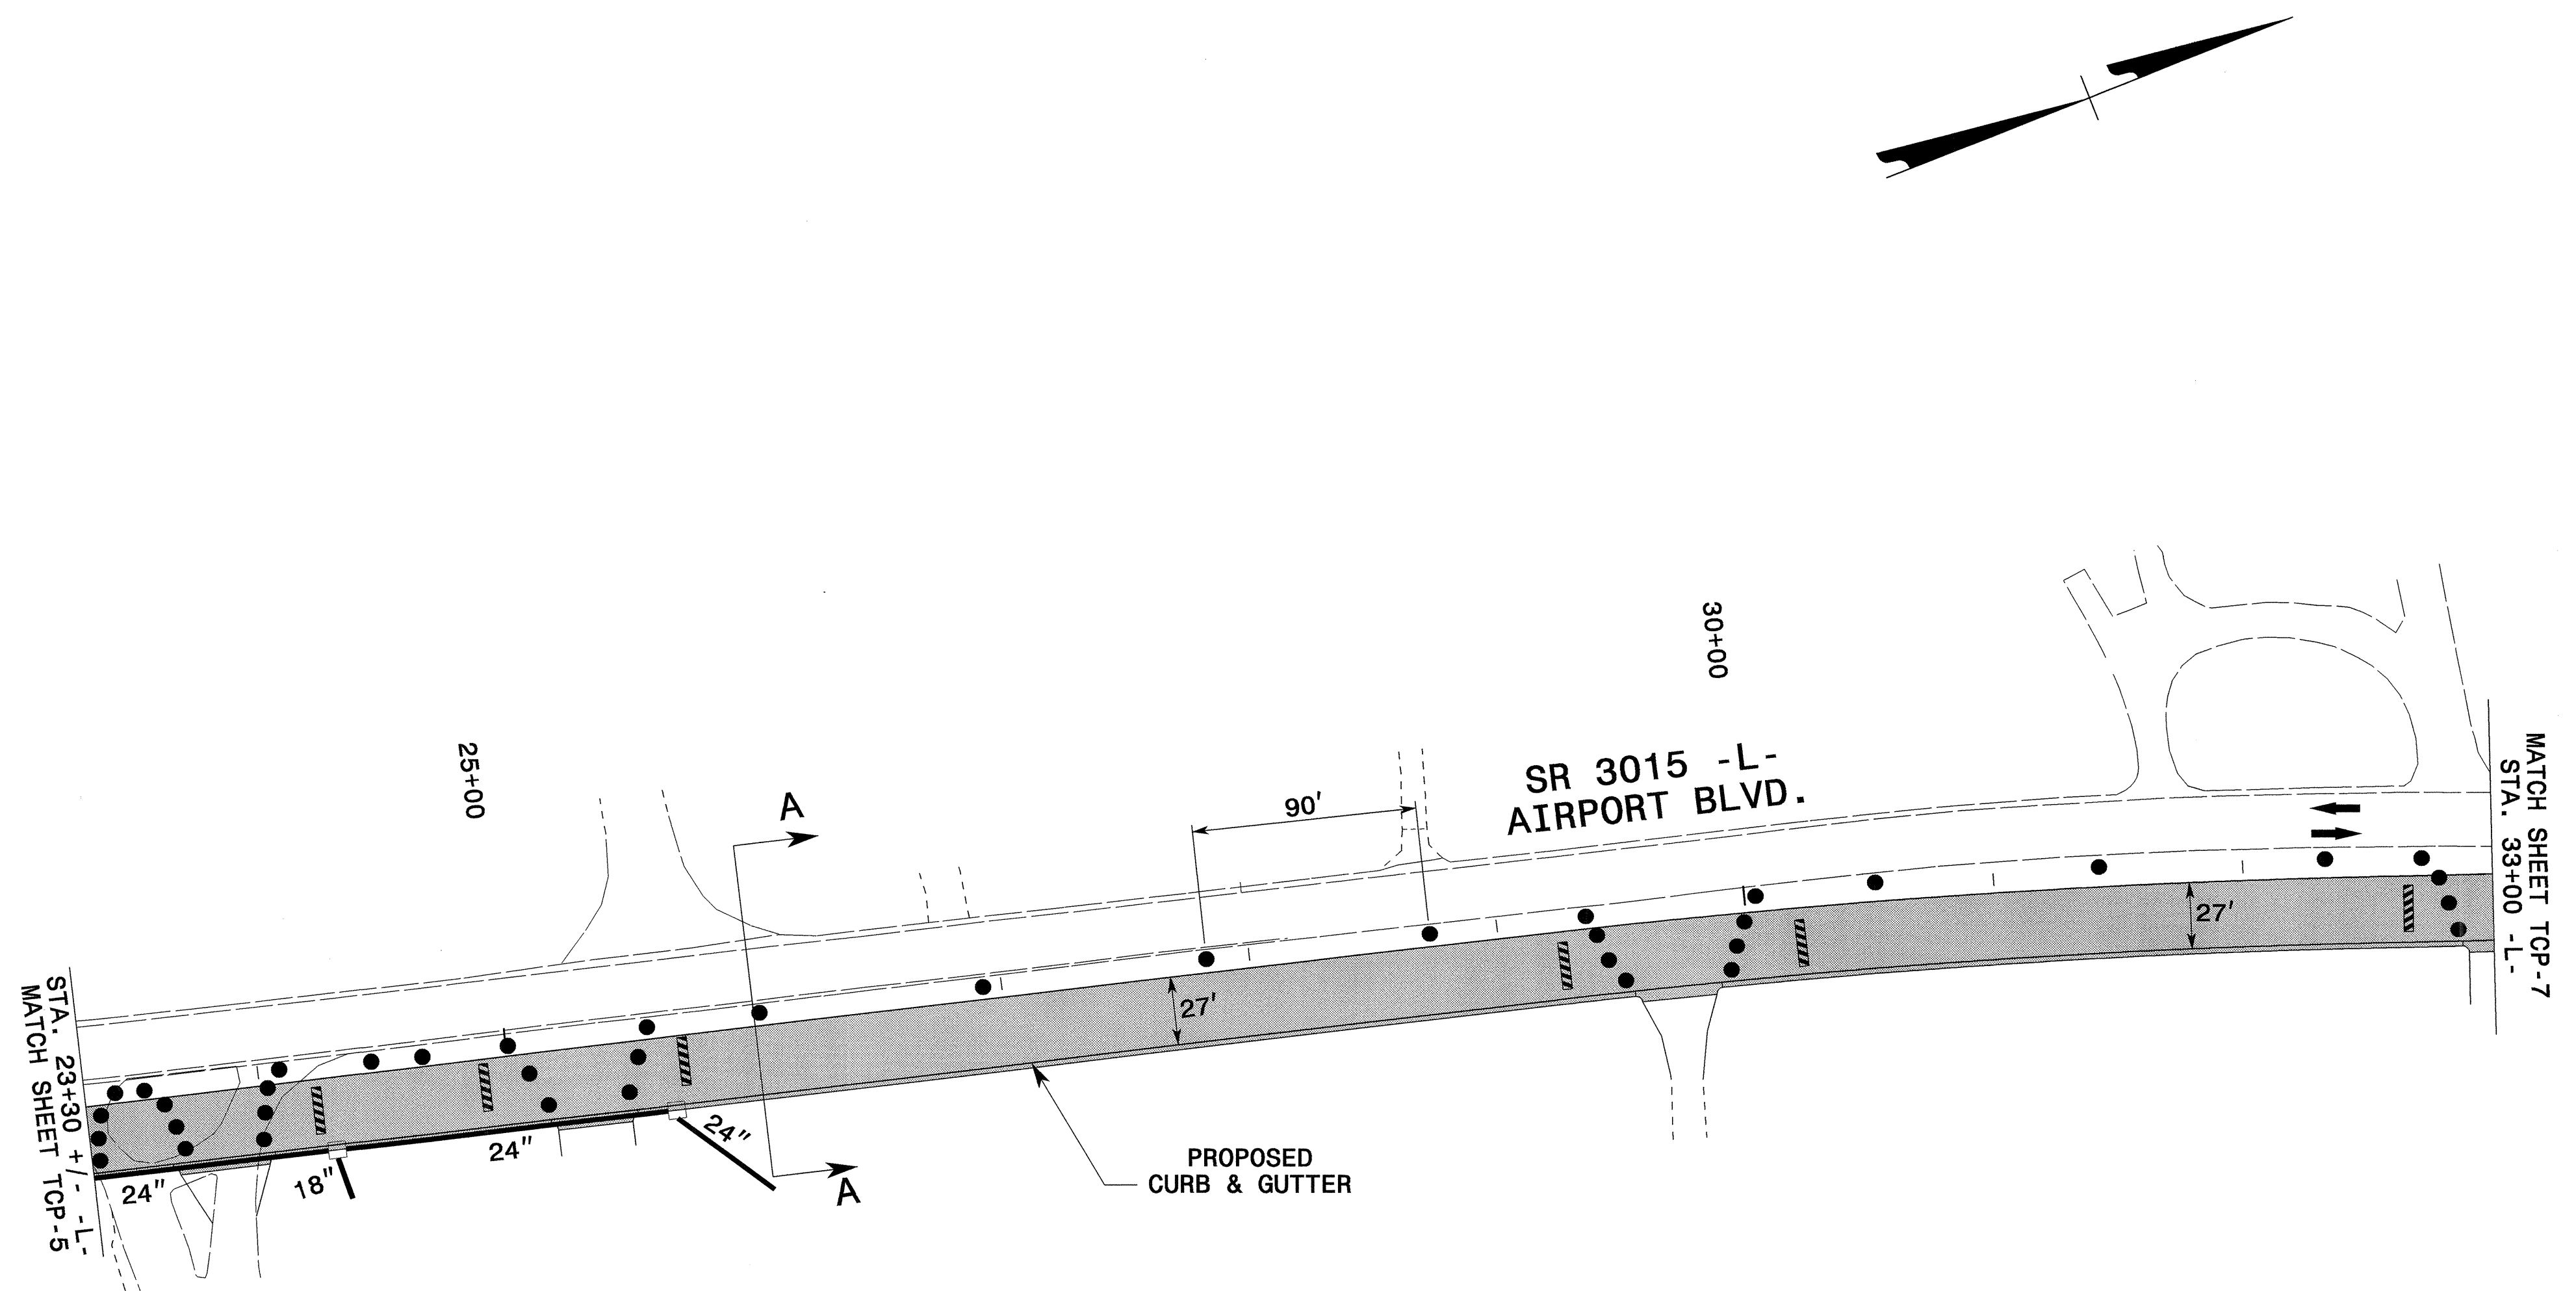 30+00
25+00
SR 3015 -L-
AIRPORT BLVD.
A
90'
MATCH SHEET TCP-7
STA. 33+00 -L-
27'
27'
STA. 23+30 +/- -L-
MATCH SHEET TCP-5
24"
18"
24"
24"
A
PROPOSED
CURB & GUTTER